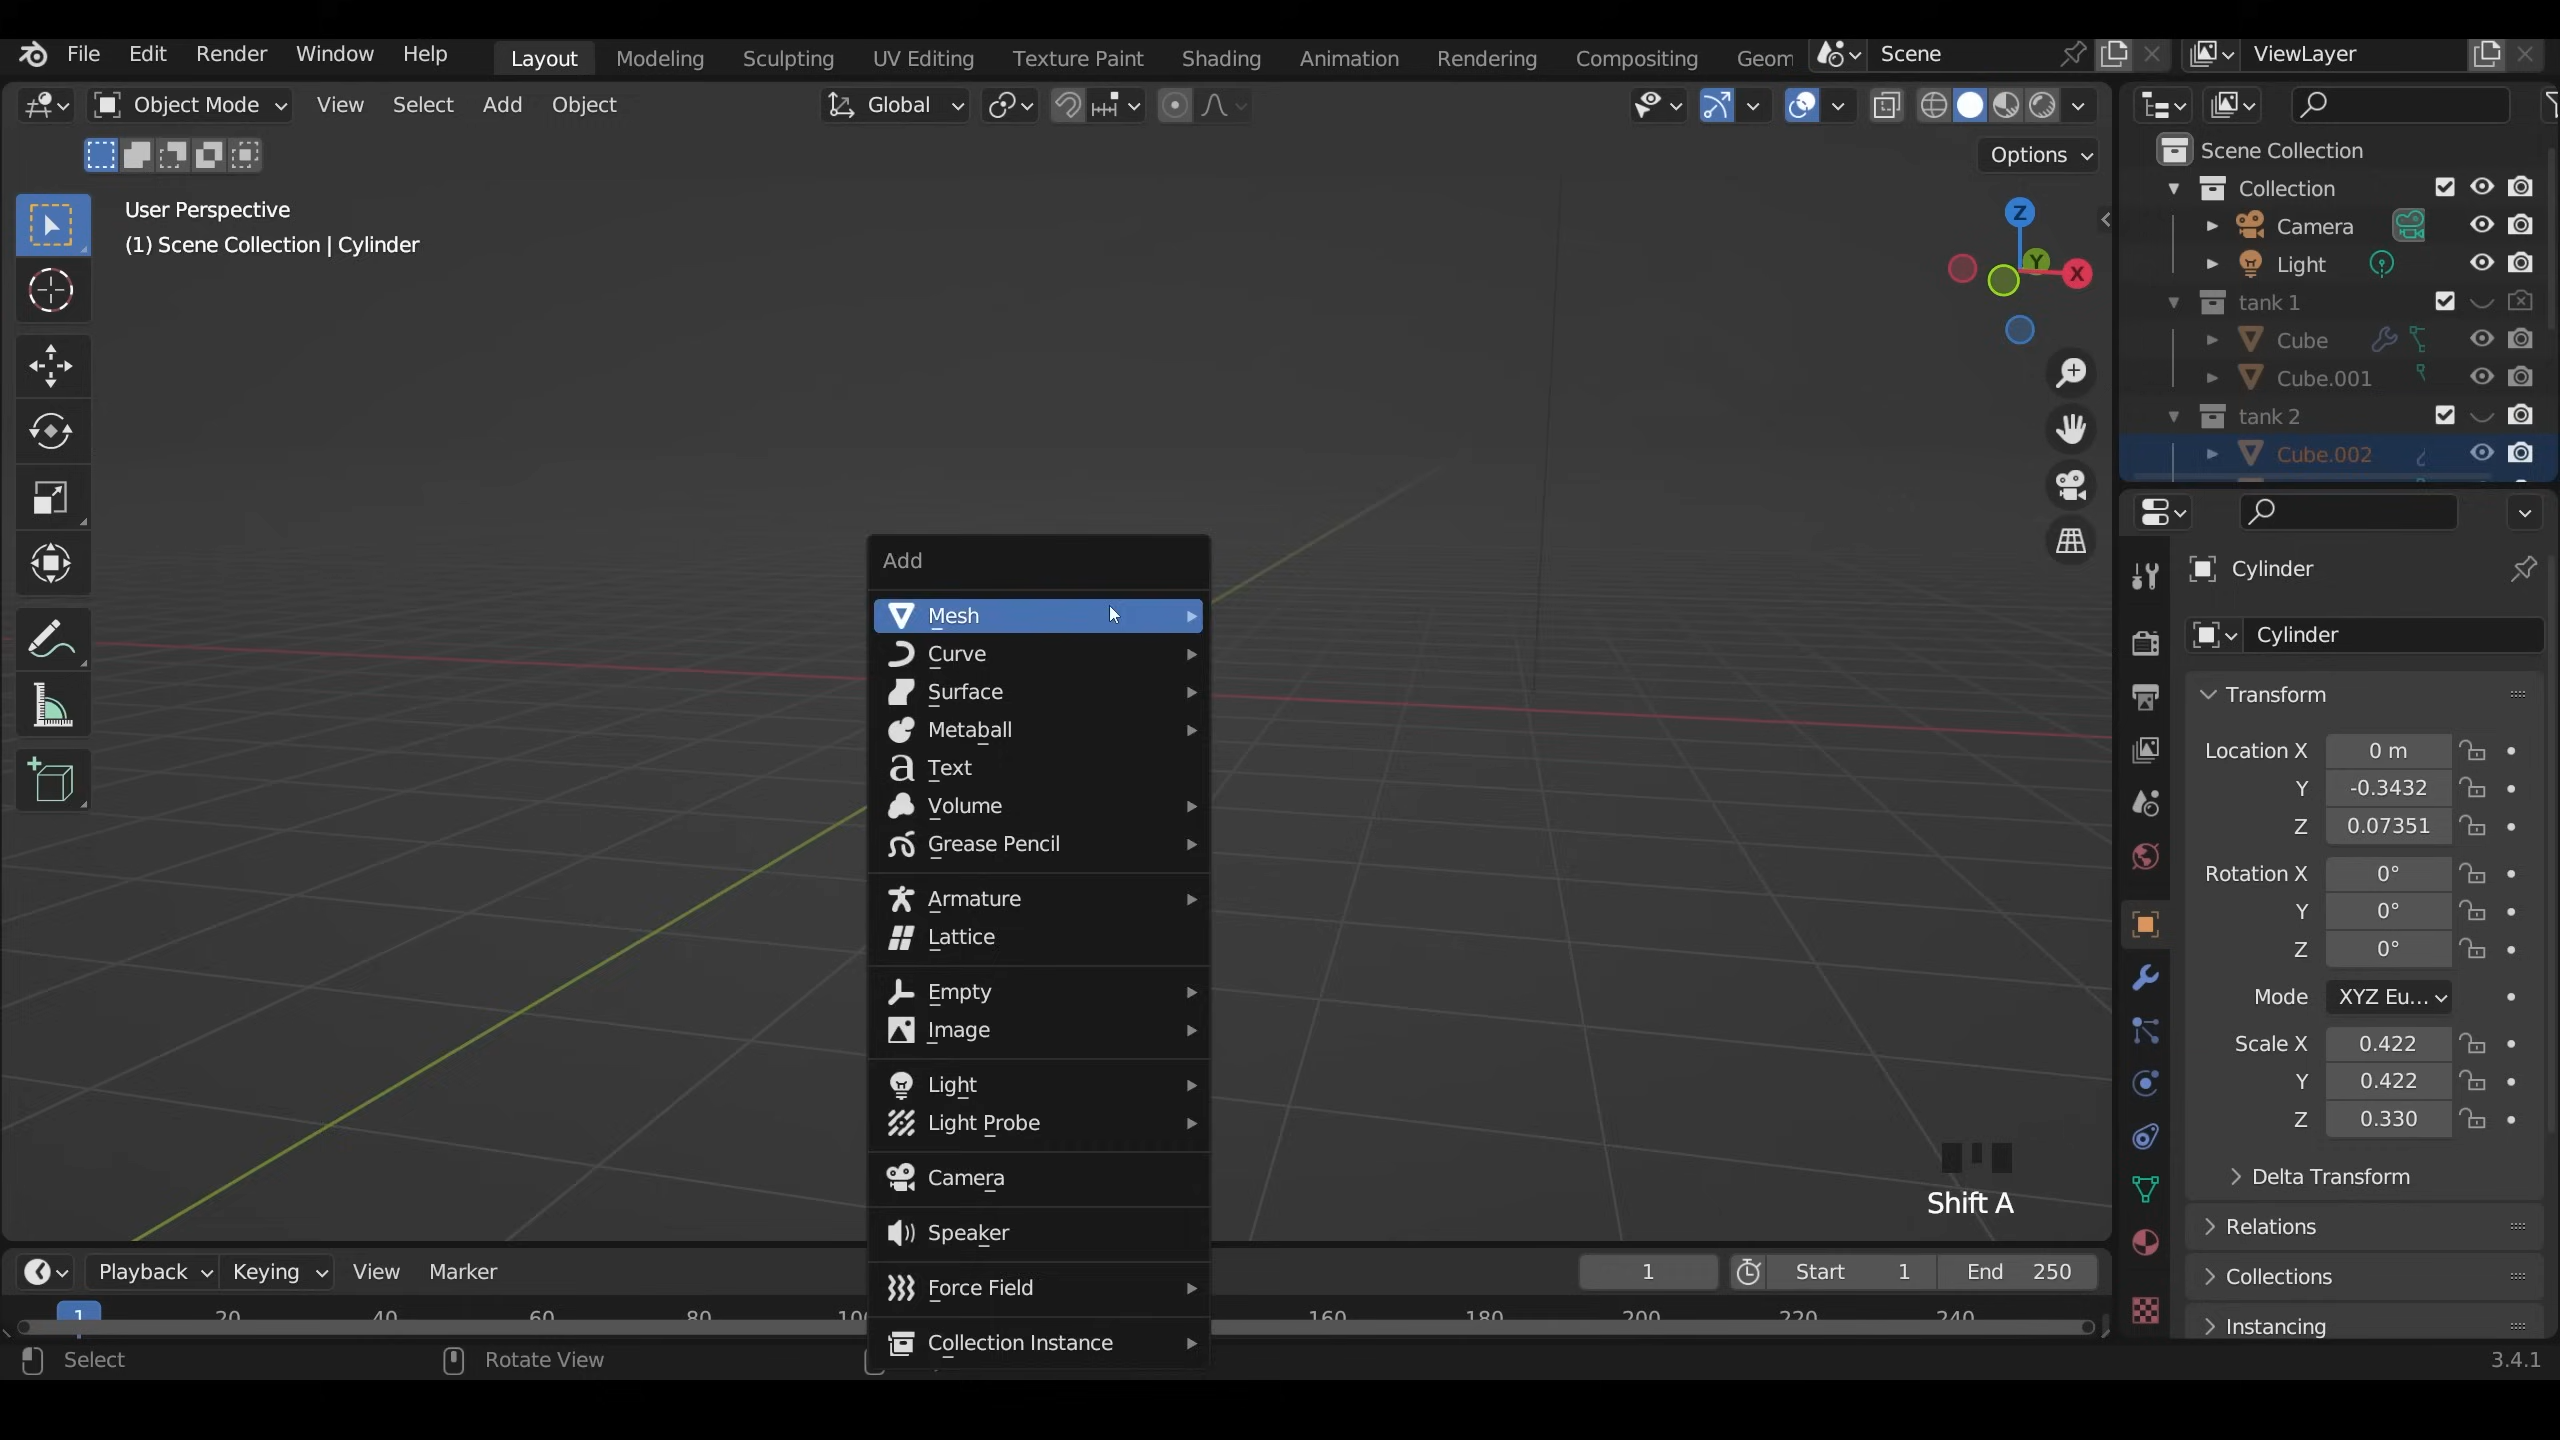 File Edit Render Window Help Layout Modeling Sculpting UV Editing Texture Paint Shading Animation Rendering Compositing Geom Scene ViewLayer
Object Mode View Select Add Object Global
Options
User Perspective
(1) Scene Collection | Cylinder
Z
Y
X
Scene Collection
Collection
Camera
Light
tank 1
Cube
Cube.001
tank 2
Cube.002
Add
Mesh
Curve
Surface
Metaball
Text
Volume
Grease Pencil
Armature
Lattice
Empty
Image
Light
Light Probe
Camera
Speaker
Force Field
Collection Instance
Shift A
Cylinder
Cylinder
Transform
Location X 0 m
Y -0.3432
Z 0.07351
Rotation X 0°
Y 0°
Z 0°
Mode XYZ Eu...
Scale X 0.422
Y 0.422
Z 0.330
Delta Transform
Relations
Collections
Instancing
Playback Keying View Marker 1 Start 1 End 250
1 20 40 60 80 100 160 180 200 220 240
Select Rotate View 3.4.1